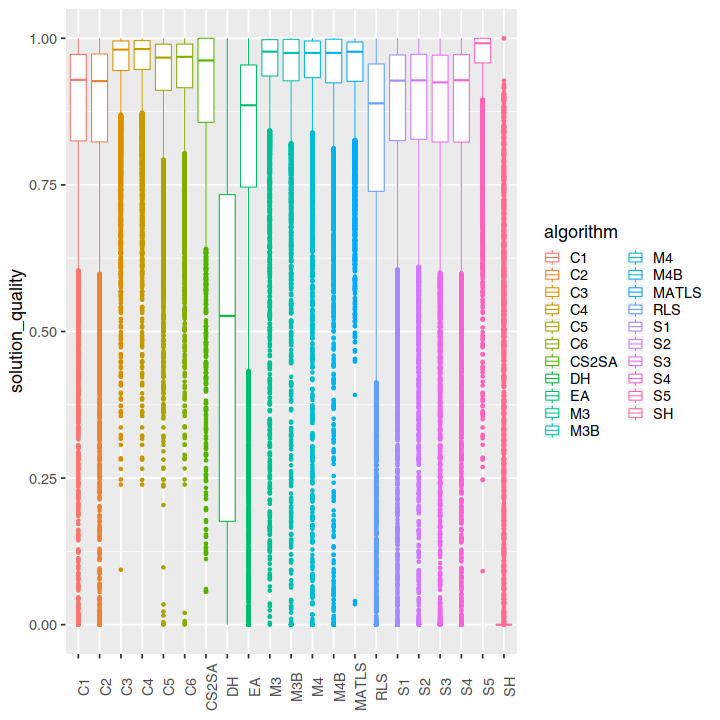 solution_quality
1.00
0.75
0.50
0.25
0.00
C1 C2 C3 C4 C5 C6 CS2SA DH EA M3 M3B M4 M4B MATLS RLS S1 S2 S3 S4 S5 SH
algorithm
C1 M4
C2 M4B
C3 MATLS
C4 RLS
C5 S1
C6 S2
CS2SA S3
DH S4
EA S5
M3 SH
M3B